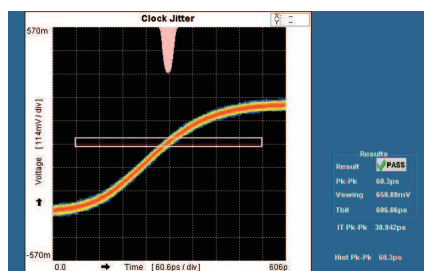 Clock Jitter
X: --
Y: --
570m
Voltage [114mV / div]
-570m
0.0
Time [60.6ps / div]
606p
Results
Result PASS
Pk-Pk 60.3ps
Vswing 650.88mV
Tbit 606.06ps
IT Pk-Pk 38.942ps
Hist Pk-Pk 60.3ps